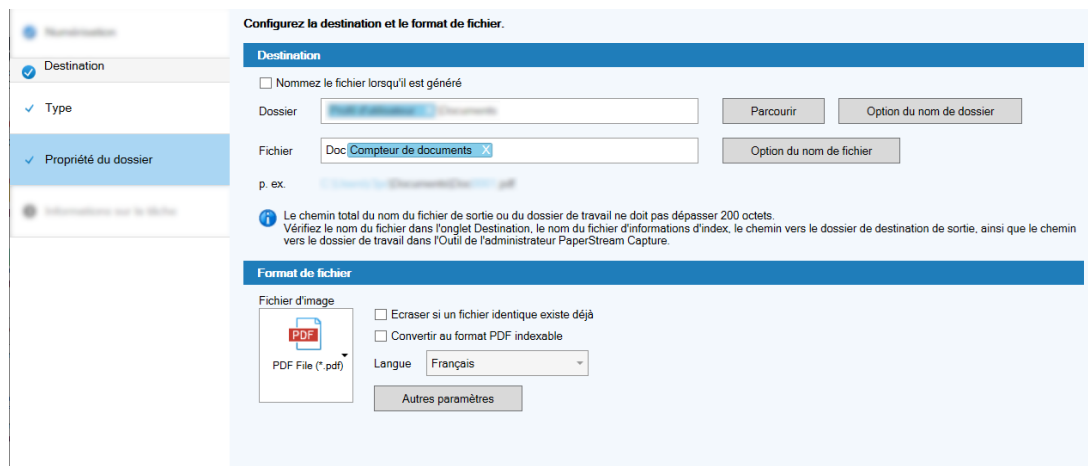 Configurez la destination et le format de fichier.
Destination
Type
Propriété du dossier
Destination
Nommez le fichier lorsqu'il est généré
Dossier
Parcourir
Option du nom de dossier
Fichier
Doc Compteur de documents X
Option du nom de fichier
p. ex.
Le chemin total du nom du fichier de sortie ou du dossier de travail ne doit pas dépasser 200 octets.
Vérifiez le nom du fichier dans l'onglet Destination, le nom du fichier d'informations d'index, le chemin vers le dossier de destination de sortie, ainsi que le chemin
vers le dossier de travail dans l'Outil de l'administrateur PaperStream Capture.
Format de fichier
Fichier d'image
PDF
PDF File (*.pdf)
Ecraser si un fichier identique existe déjà
Convertir au format PDF indexable
Langue
Français
Autres paramètres